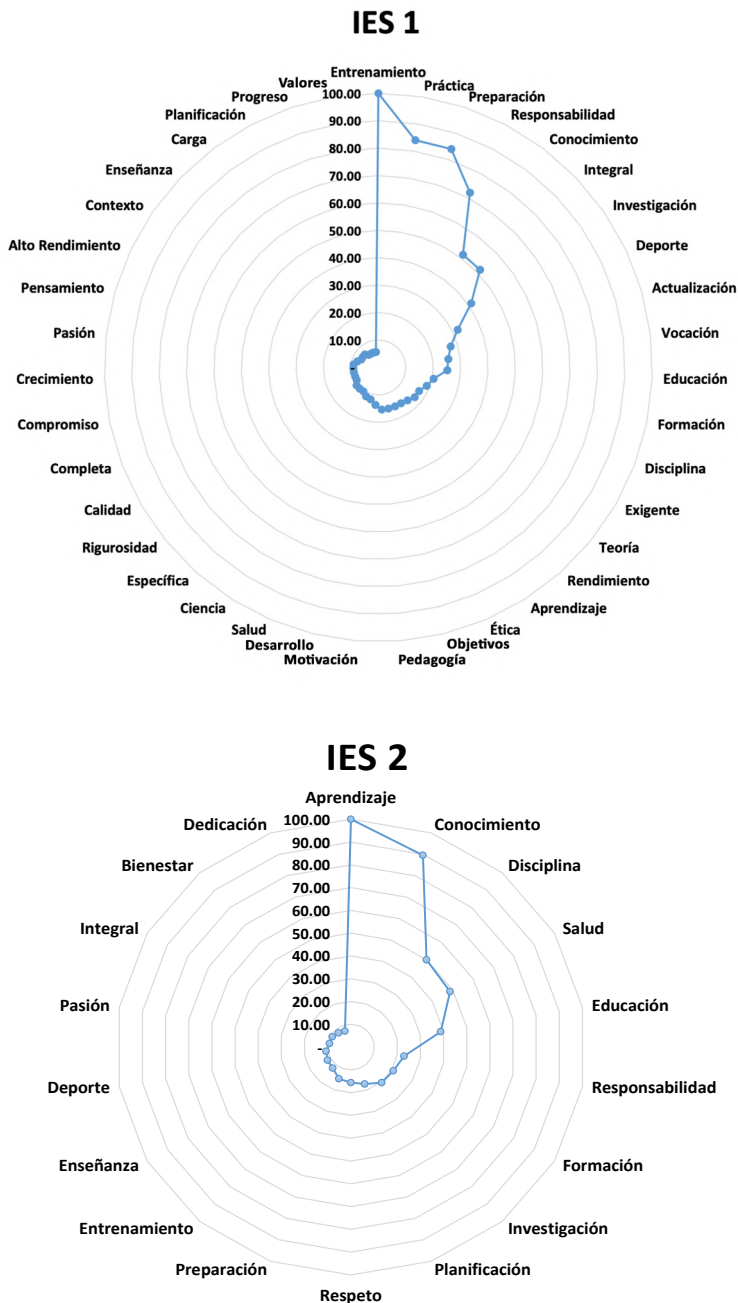 IES 1
Entrenamiento
Práctica
Preparación
Responsabilidad
Conocimiento
Integral
Investigación
Deporte
Actualización
Vocación
Educación
Formación
Disciplina
Exigente
Teoría
Rendimiento
Aprendizaje
Ética
Objetivos
Pedagogía
Motivación
Desarrollo
Salud
Ciencia
Específica
Rigurosidad
Calidad
Completa
Compromiso
Crecimiento
Pasión
Pensamiento
Alto Rendimiento
Contexto
Enseñanza
Carga
Planificación
Progreso
Valores
100.00
90.00
80.00
70.00
60.00
50.00
40.00
30.00
20.00
10.00
-
IES 2
Aprendizaje
Conocimiento
Disciplina
Salud
Educación
Responsabilidad
Formación
Investigación
Planificación
Respeto
Preparación
Entrenamiento
Enseñanza
Deporte
Pasión
Integral
Bienestar
Dedicación
100.00
90.00
80.00
70.00
60.00
50.00
40.00
30.00
20.00
10.00
-